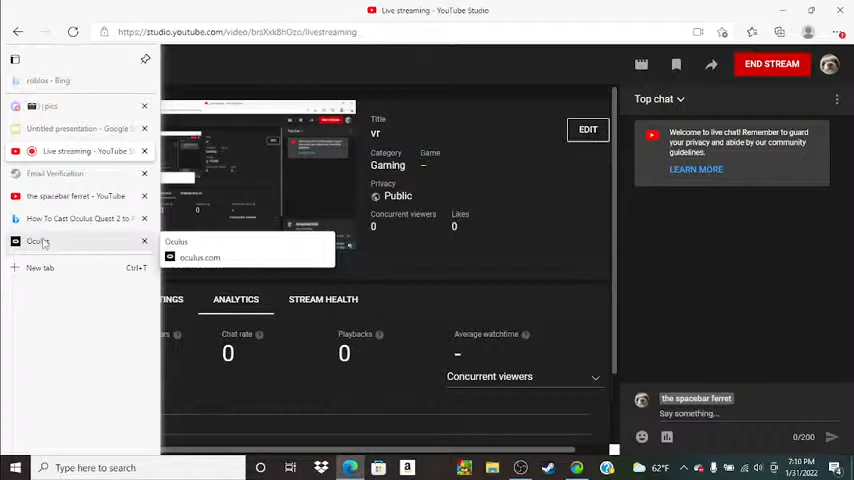 Live streaming - YouTube Studio
https://studio.youtube.com/video/brsXxk8hOzo/livestreaming
roblox - Bing
| pics
Untitled presentation - Google S
Live streaming - YouTube S
Email Verification
the spacebar ferret - YouTube
How To Cast Oculus Quest 2 to
Oculus
New tab Ctrl+T
Oculus
oculus.com
END STREAM
Title
vr
EDIT
Category Game
Gaming –
Privacy
Public
Concurrent viewers Likes
0 0
TINGS ANALYTICS STREAM HEALTH
Chat rate Playbacks Average watchtime
0 0 -
Concurrent viewers
Top chat
Welcome to live chat! Remember to guard
your privacy and abide by our community
guidelines.
LEARN MORE
the spacebar ferret
Say something...
0/200
Type here to search
62°F
7:10 PM
1/31/2022